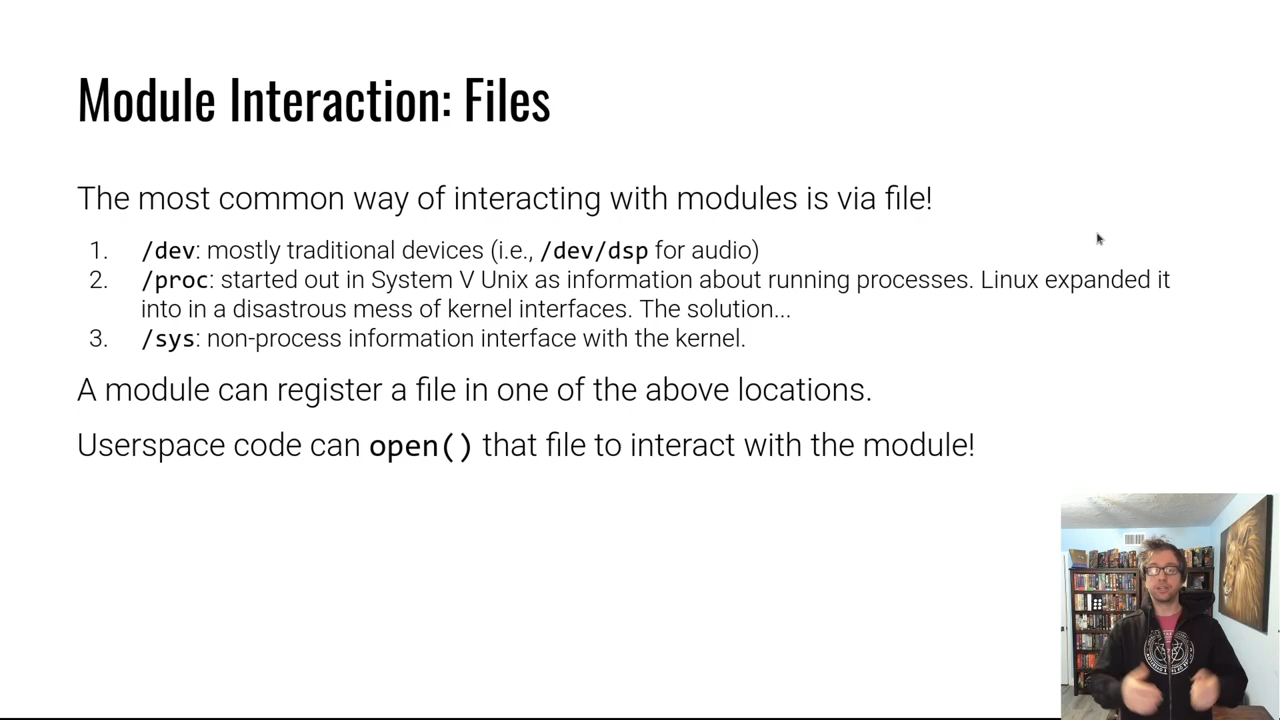 Module Interaction: Files
The most common way of interacting with modules is via file!
1. /dev: mostly traditional devices (i.e., /dev/dsp for audio)
2. /proc: started out in System V Unix as information about running processes. Linux expanded it
into in a disastrous mess of kernel interfaces. The solution...
3. /sys: non-process information interface with the kernel.
A module can register a file in one of the above locations.
Userspace code can open() that file to interact with the module!